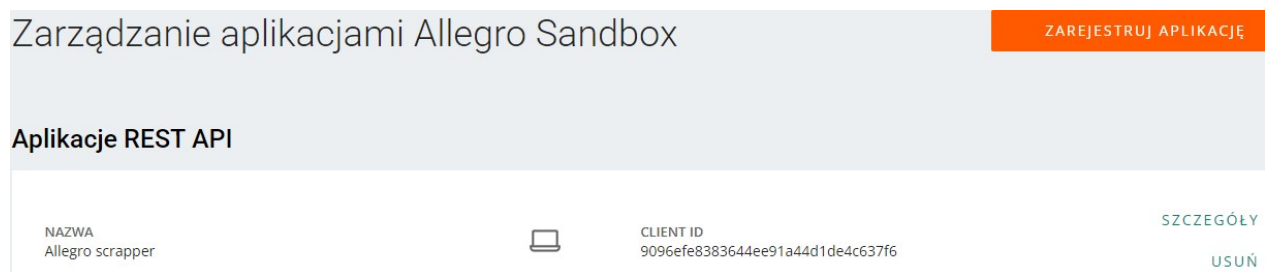 Zarządzanie aplikacjami Allegro Sandbox
ZAREJESTRUJ APLIKACJĘ
Aplikacje REST API
NAZWA
Allegro scrapper
CLIENT ID
9096efe8383644ee91a44d1de4c637f6
SZCZEGÓŁY
USUŃ